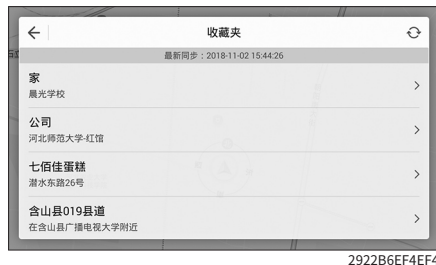 收藏夹
最新同步：2018-11-02 15:44:26
家
晨光学校
公司
河北师范大学-红馆
七佰佳蛋糕
潜水东路26号
含山县019县道
在含山县广播电视大学附近
2922B6EF4EF4